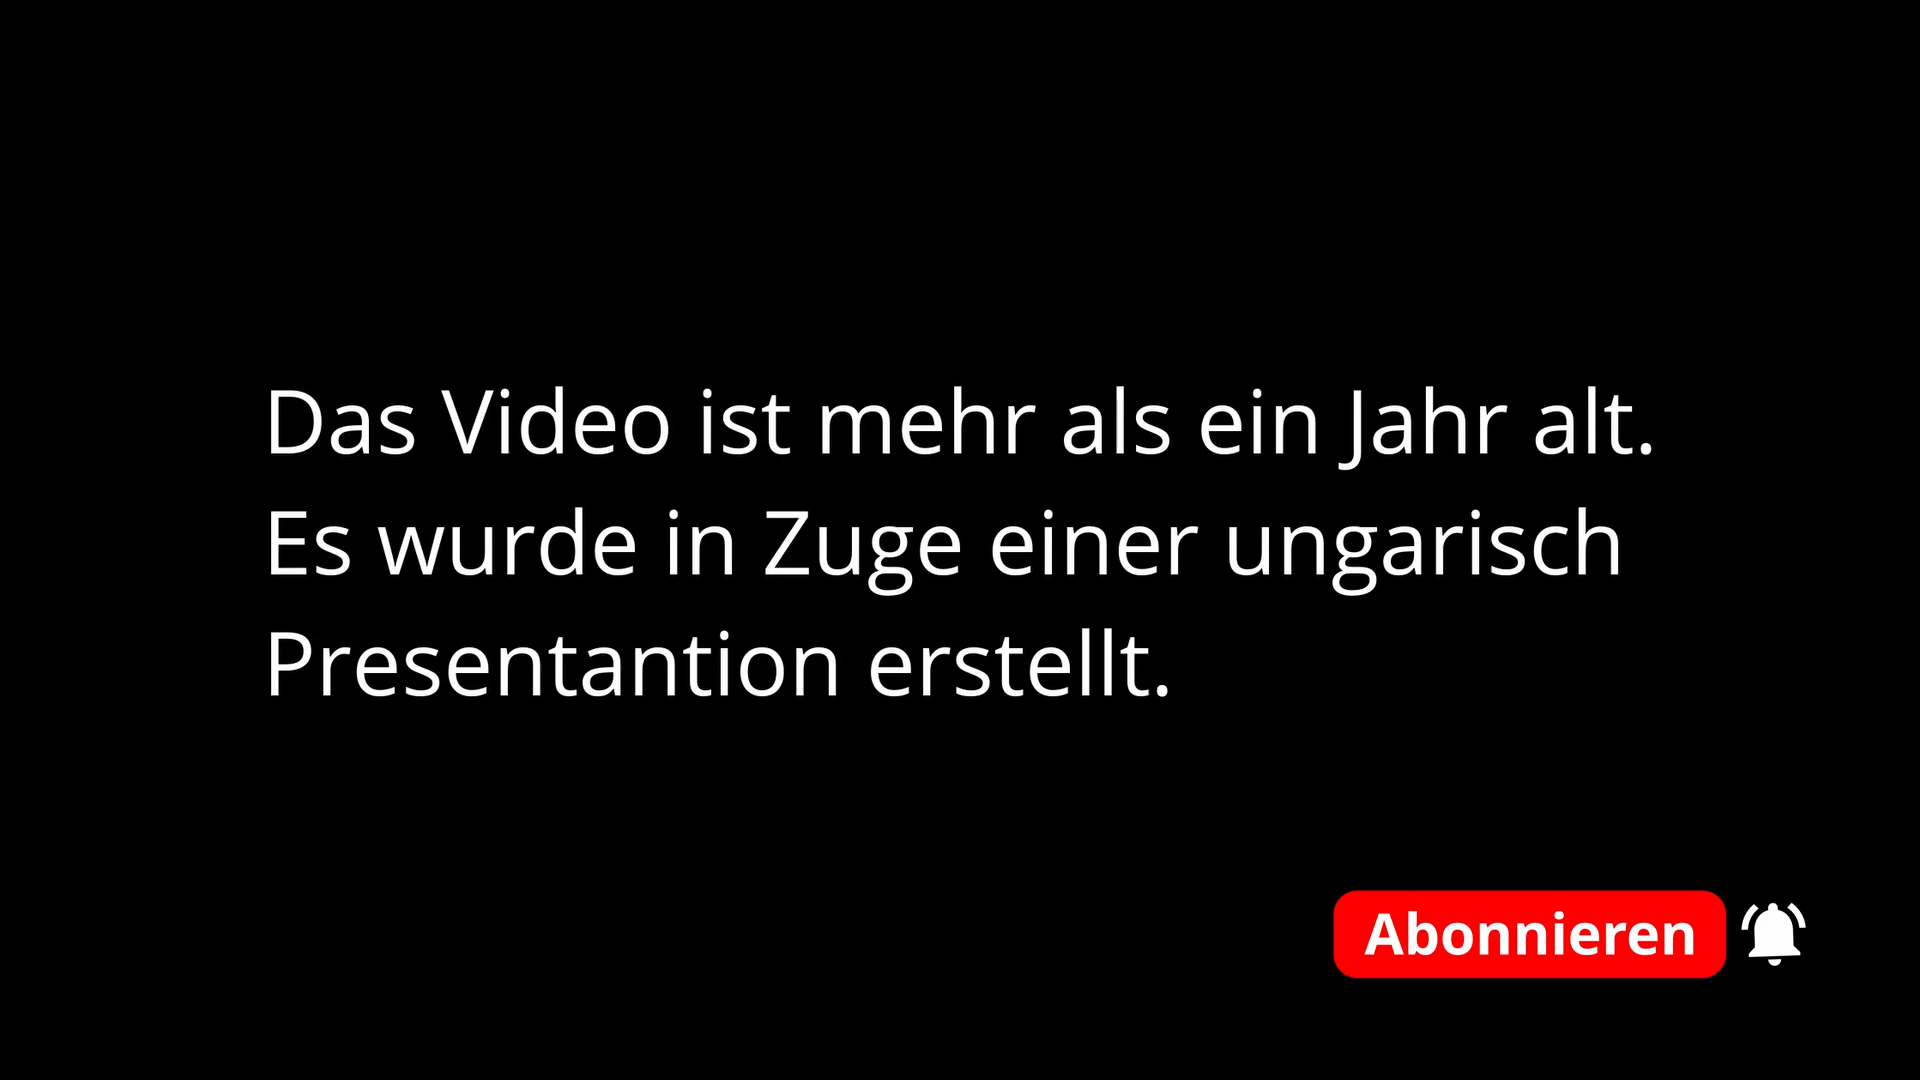 Das Video ist mehr als ein Jahr alt.
Es wurde in Zuge einer ungarisch
Presentantion erstellt.
Abonnieren